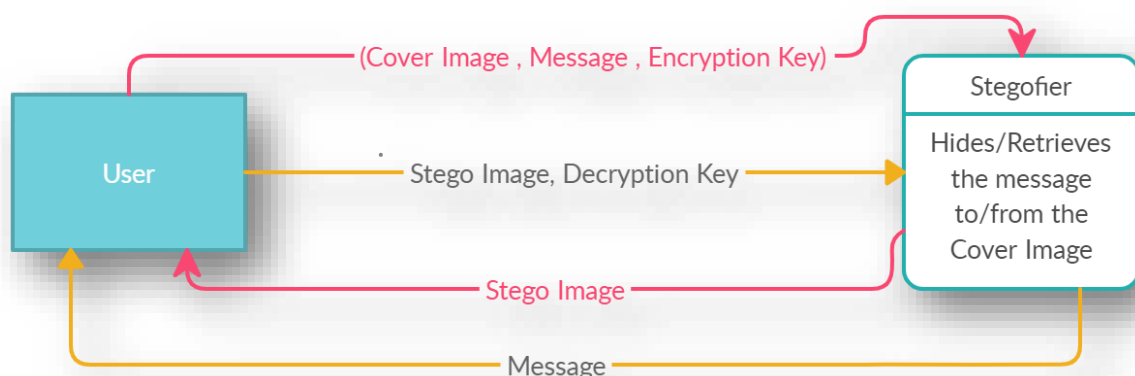 (Cover Image , Message , Encryption Key)
Stegofier
User
Stego Image, Decryption Key
Hides/Retrieves
the message
to/from the
Cover Image
Stego Image
Message